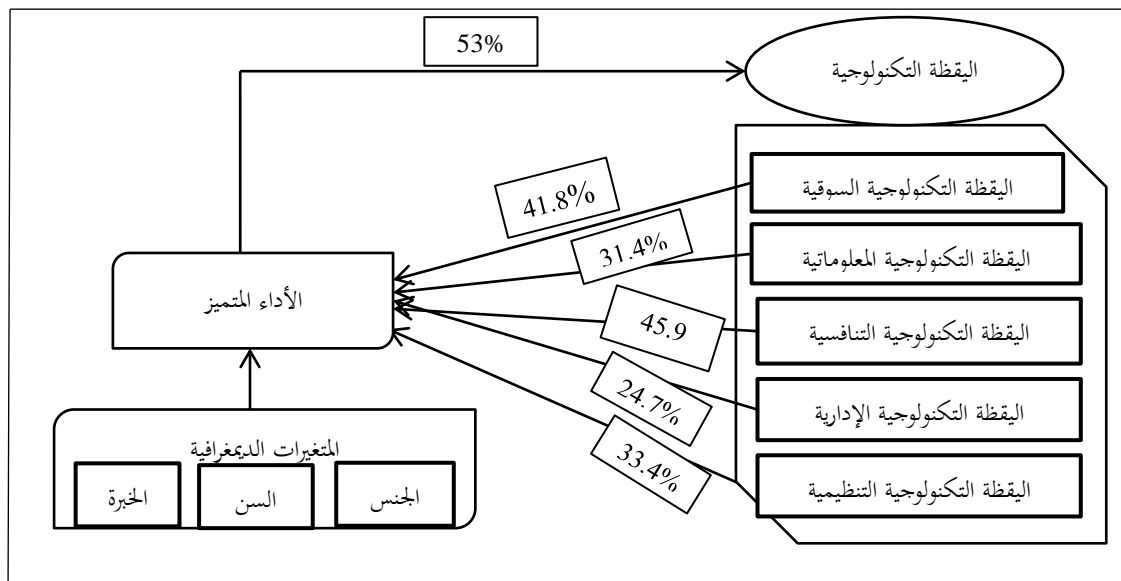 53%
اليقظة التكنولوجية
اليقظة التكنولوجية السوقية
41.8%
اليقظة التكنولوجية المعلوماتية
31.4%
الأداء المتميز
اليقظة التكنولوجية التنافسية
45.9
اليقظة التكنولوجية الإدارية
24.7%
اليقظة التكنولوجية التنظيمية
33.4%
المتغيرات الديمغرافية
الجنس
السن
الخبرة